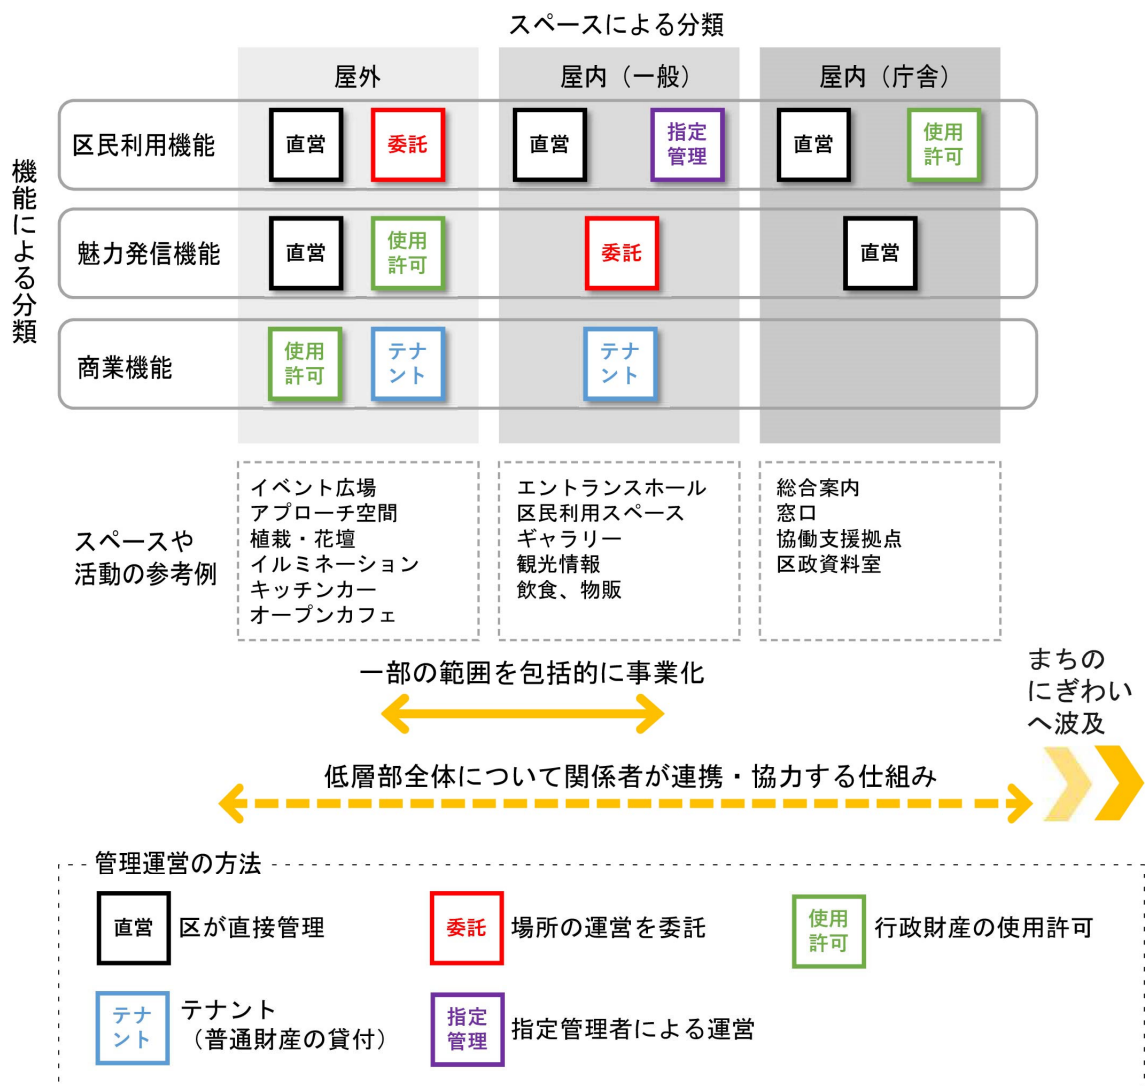 スペースによる分類
屋外
屋内（一般）
屋内（庁舎）
機能による分類
区民利用機能
直営
委託
直営
指定
管理
直営
使用
許可
魅力発信機能
直営
使用
許可
委託
直営
商業機能
使用
許可
テナ
ント
テナ
ント
スペースや
活動の参考例
イベント広場
アプローチ空間
植栽・花壇
イルミネーション
キッチンカー
オープンカフェ
エントランスホール
区民利用スペース
ギャラリー
観光情報
飲食、物販
総合案内
窓口
協働支援拠点
区政資料室
一部の範囲を包括的に事業化
まちの
にぎわい
へ波及
低層部全体について関係者が連携・協力する仕組み
管理運営の方法
直営
区が直接管理
委託
場所の運営を委託
使用
許可
行政財産の使用許可
テナ
ント
テナント
（普通財産の貸付）
指定
管理
指定管理者による運営